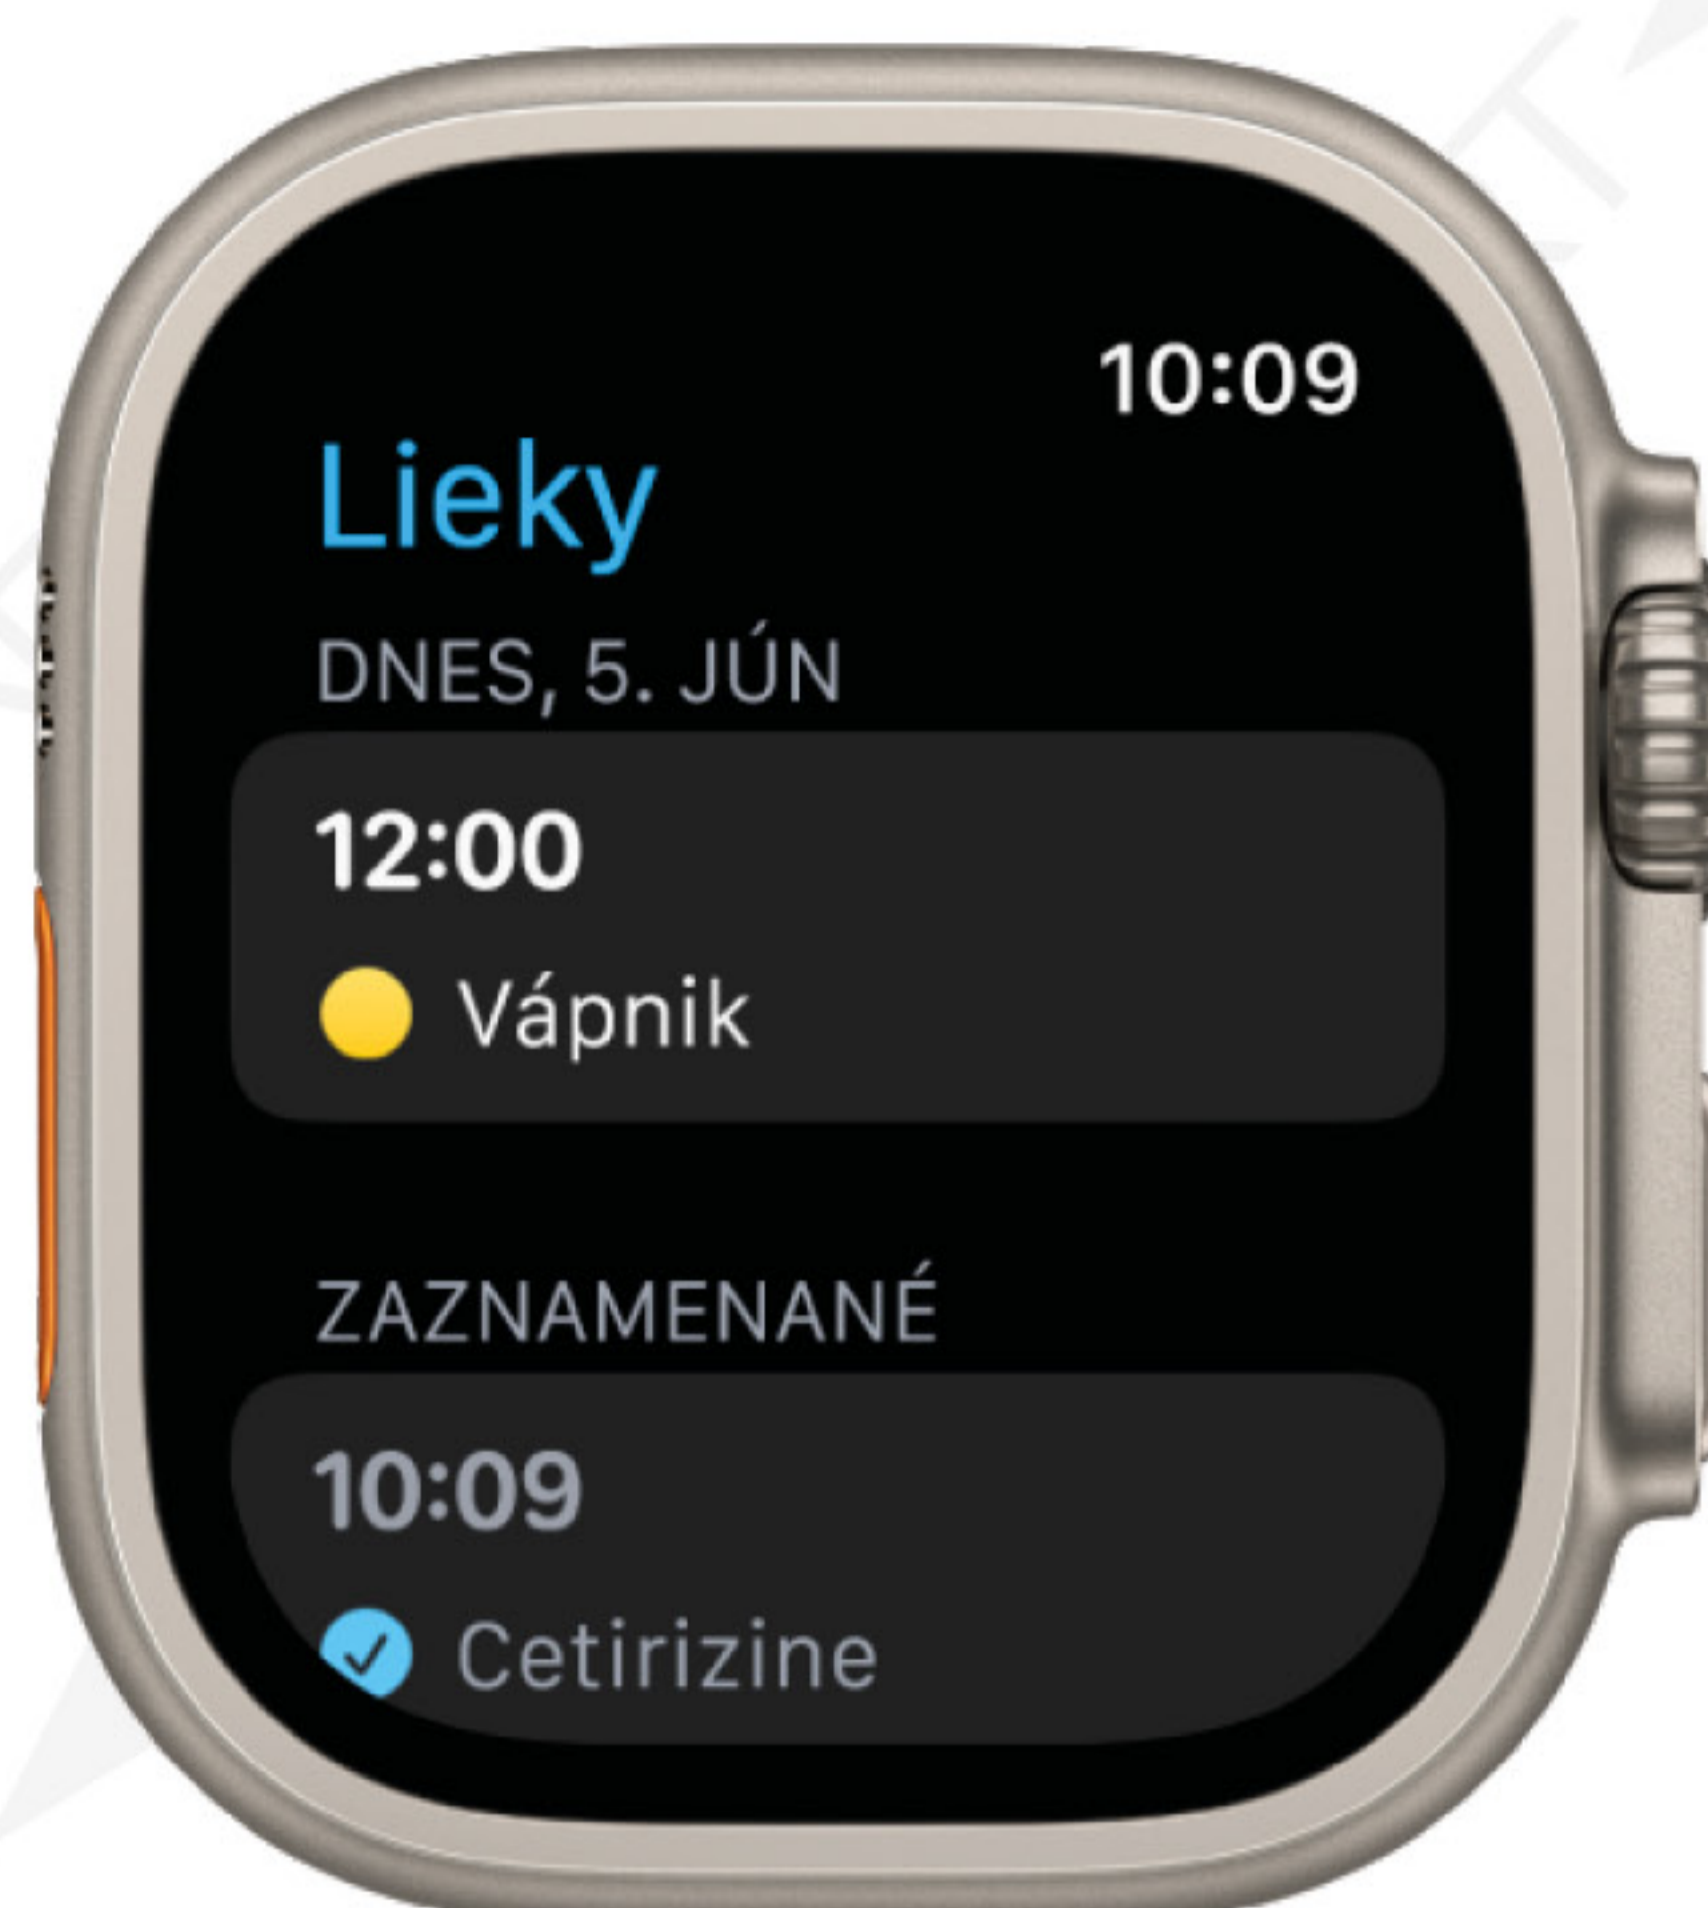 10:09
Lieky
DNES, 5. JÚN
12:00
Vápnik
ZAZNAMENANÉ
10:09
Cetirizine